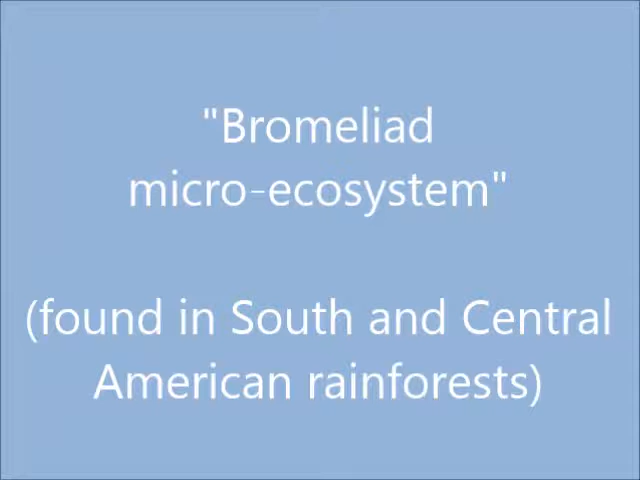 "Bromeliad
micro-ecosystem"
(found in South and Central
American rainforests)